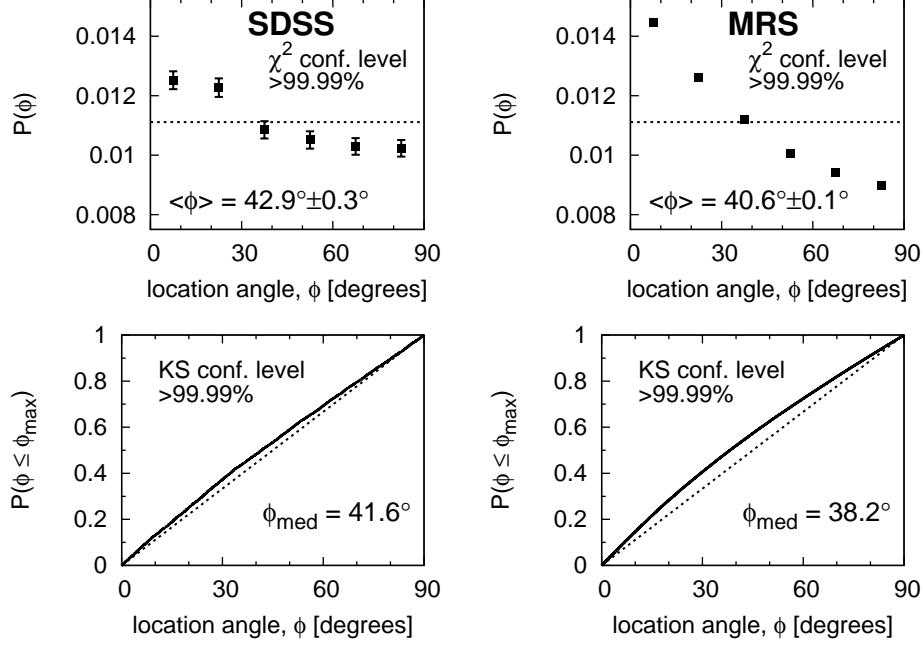 SDSS
χ2 conf. level
>99.99%
<ϕ> = 42.9°±0.3°
P(ϕ)
0.014
0.012
0.01
0.008
0 30 60 90
location angle, ϕ [degrees]
MRS
χ2 conf. level
>99.99%
<ϕ> = 40.6°±0.1°
P(ϕ)
0.014
0.012
0.01
0.008
0 30 60 90
location angle, ϕ [degrees]
KS conf. level
>99.99%
ϕmed = 41.6°
P(ϕ ≤ ϕmax)
1
0.8
0.6
0.4
0.2
0
0 30 60 90
location angle, ϕ [degrees]
KS conf. level
>99.99%
ϕmed = 38.2°
P(ϕ ≤ ϕmax)
1
0.8
0.6
0.4
0.2
0
0 30 60 90
location angle, ϕ [degrees]